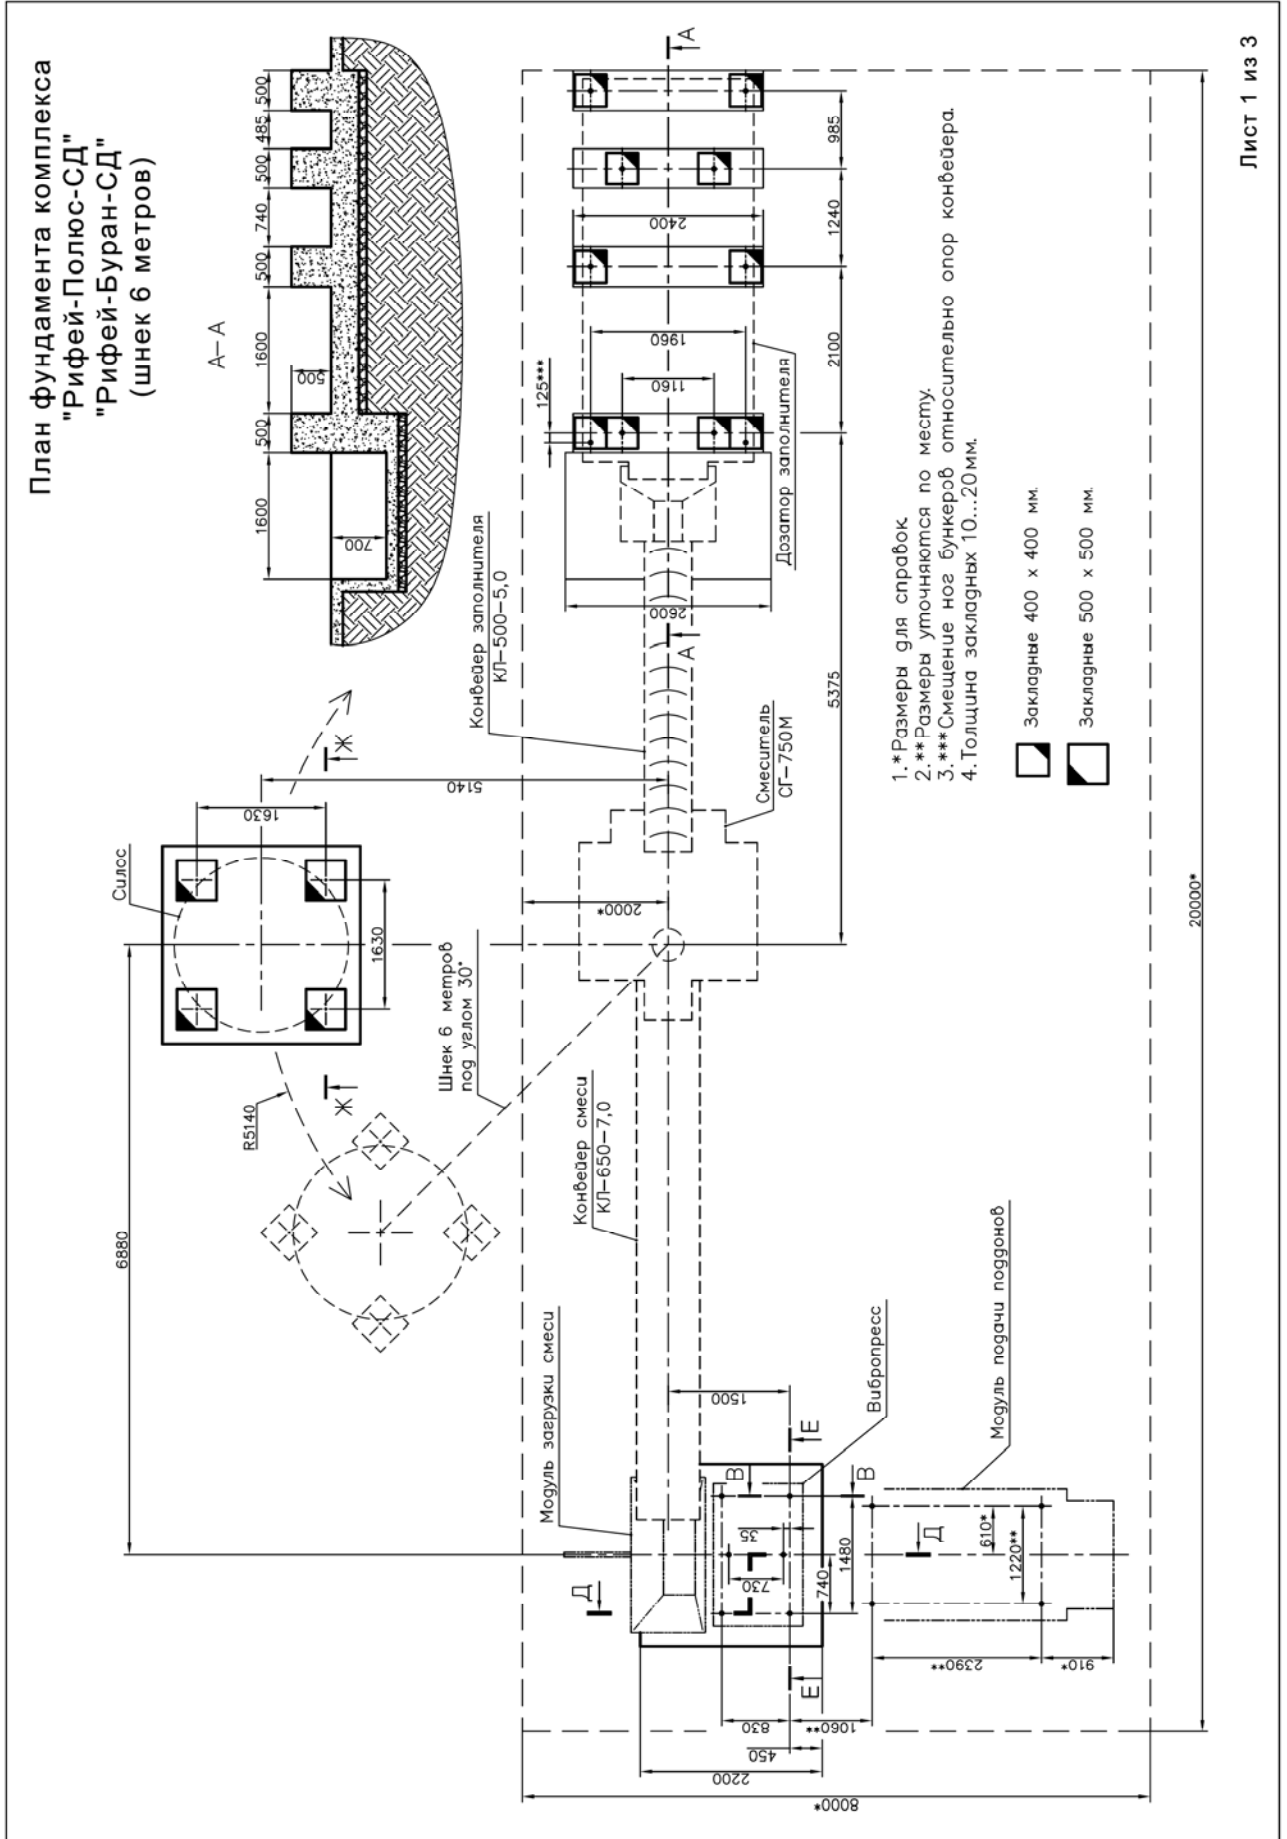 План фундамента комплекса
"Рифей-Полюс-СД"
"Рифей-Буран-СД"
(шнек 6 метров)
А–А
1600
500
1600
500
740
500
485
500
700
500
6880
Силос
1630
1630
Ж
Ж
R5140
5140
Шнек 6 метров
под углом 30°
Конвейер заполнителя
КЛ–500–5,0
125***
А
А
2000*
2600
1160
1960
2400
Конвейер смеси
КЛ–650–7,0
Смеситель
СГ–750М
Дозатор заполнителя
5375
2100
1240
985
Модуль загрузки смеси
1500
Вибропресс
Модуль подачи поддонов
Д
Д
В
В
Е
Е
35
730
740
1480
610*
1220**
2200
450
830
1060**
2390**
910*
8000*
20000*
1.*Размеры для справок.
2.**Размеры уточняются по месту.
3.***Смещение ног бункеров относительно опор конвейера.
4.Толщина закладных 10...20мм.
Закладные 400 х 400 мм.
Закладные 500 х 500 мм.
Лист 1 из 3